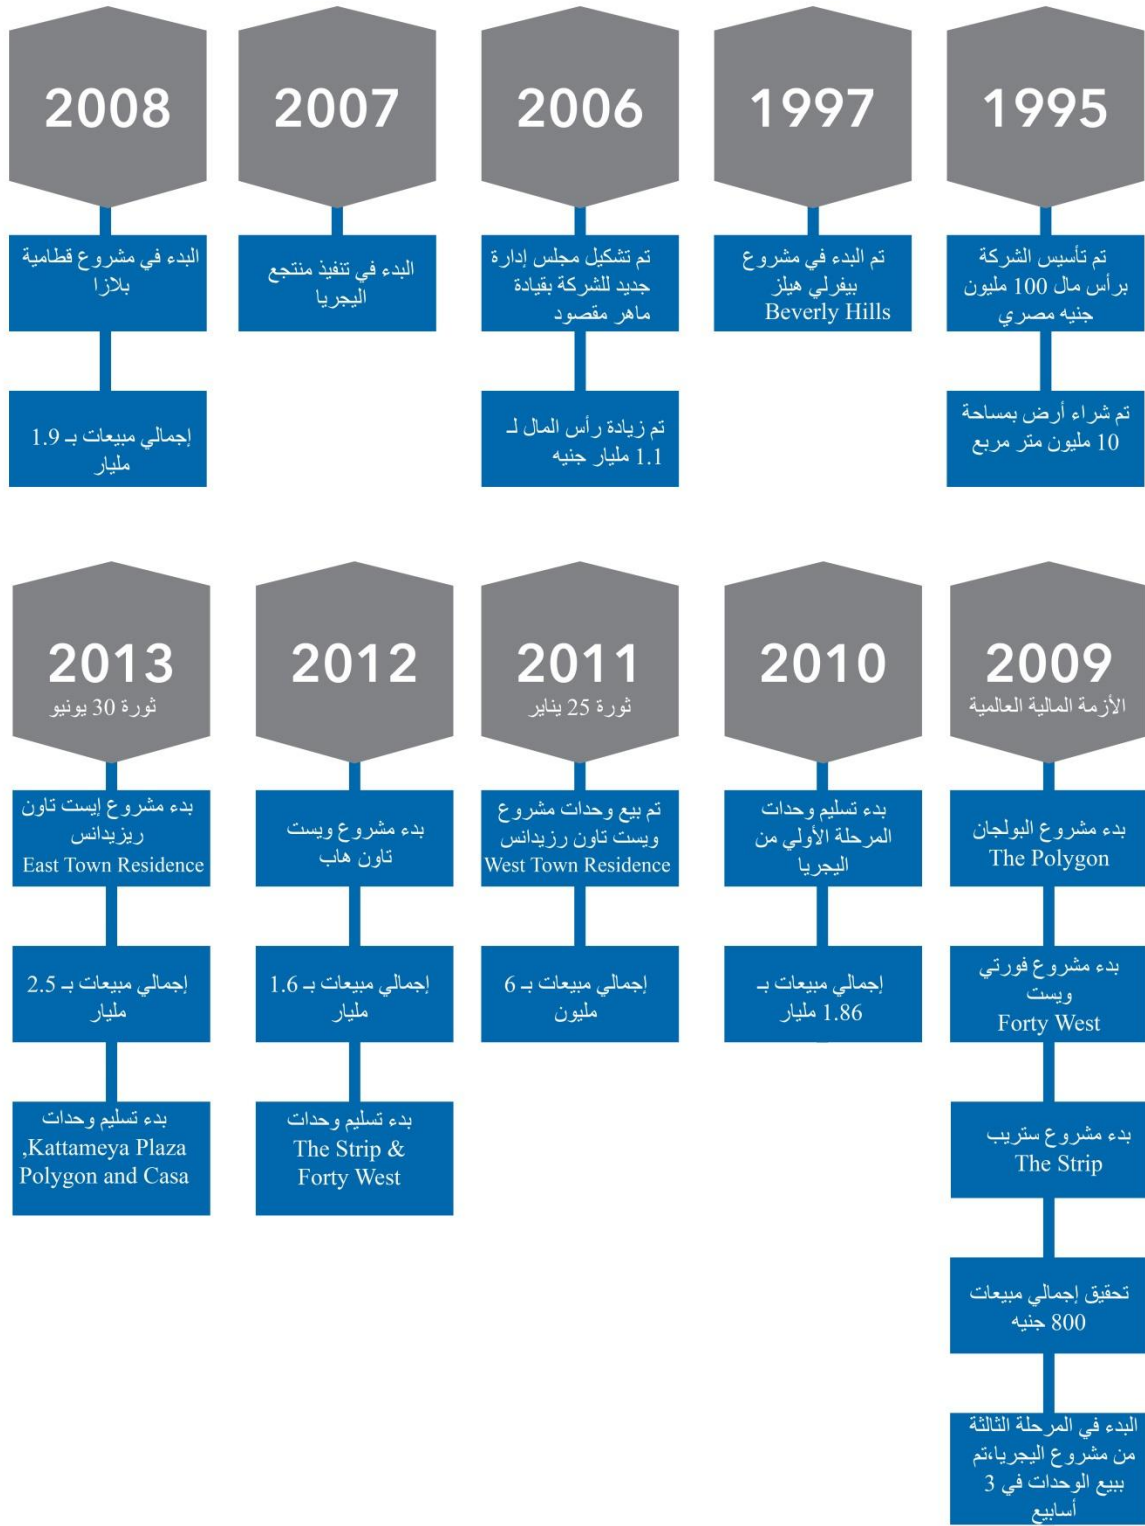 1995
تم تأسيس الشركة
برأس مال 100 مليون
جنيه مصري
تم شراء أرض بمساحة
10 مليون متر مربع
1997
تم البدء في مشروع
بيفرلي هيلز
Beverly Hills
2006
تم تشكيل مجلس إدارة
جديد للشركة بقيادة
ماهر مقصود
تم زيادة رأس المال لـ
1.1 مليار جنيه
2007
البدء في تنفيذ منتجع
اليجريا
2008
البدء في مشروع قطامية
بلازا
إجمالي مبيعات بـ 1.9
مليار
2009
الأزمة المالية العالمية
بدء مشروع البولجان
The Polygon
بدء مشروع فورتي
ويست
Forty West
بدء مشروع ستريب
The Strip
تحقيق إجمالي مبيعات
800 جنيه
البدء في المرحلة الثالثة
من مشروع اليجريا،تم
ببيع الوحدات في 3
أسابيع
2010
بدء تسليم وحدات
المرحلة الأولي من
اليجريا
إجمالي مبيعات بـ
1.86 مليار
2011
ثورة 25 يناير
تم بيع وحدات مشروع
ويست تاون رزيدانس
West Town Residence
إجمالي مبيعات بـ 6
مليون
2012
بدء مشروع ويست
تاون هاب
إجمالي مبيعات بـ 1.6
مليار
بدء تسليم وحدات
The Strip &
Forty West
2013
ثورة 30 يونيو
بدء مشروع إيست تاون
ريزيدانس
East Town Residence
إجمالي مبيعات بـ 2.5
مليار
بدء تسليم وحدات
,Kattameya Plaza
Polygon and Casa